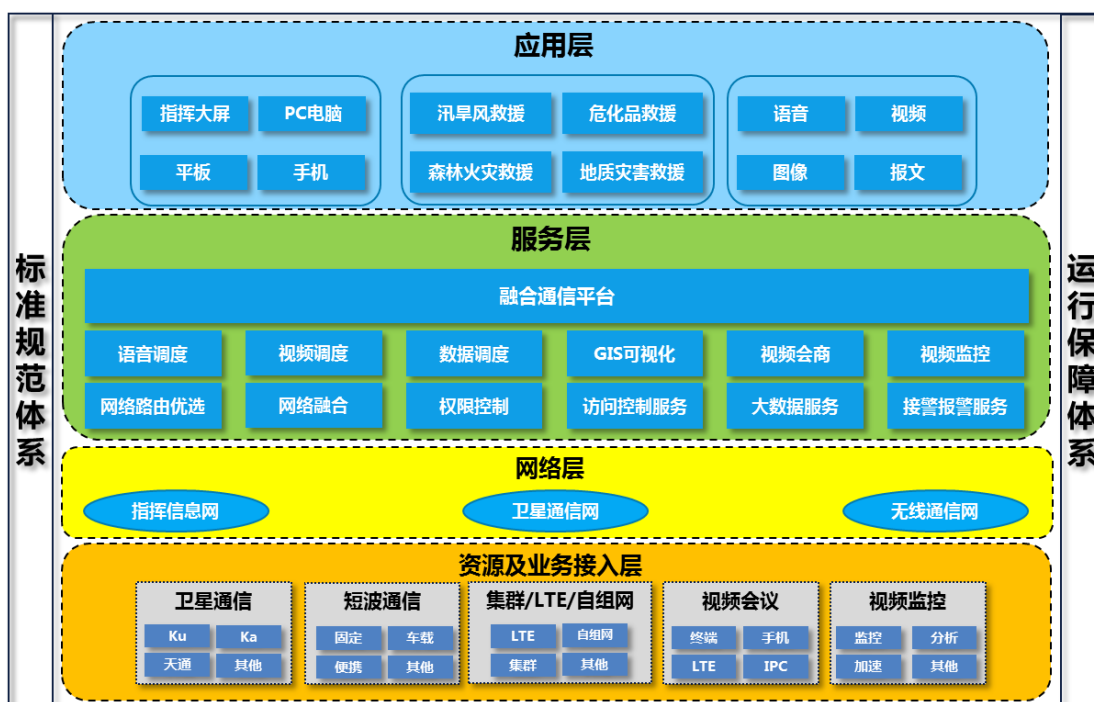 应用层
指挥大屏 PC电脑
平板 手机
汛旱风救援 危化品救援
森林火灾救援 地质灾害救援
语音 视频
图像 报文
服务层
融合通信平台
语音调度 视频调度 数据调度 GIS可视化 视频会商 视频监控
网络路由优选 网络融合 权限控制 访问控制服务 大数据服务 接警报警服务
网络层
指挥信息网 卫星通信网 无线通信网
资源及业务接入层
卫星通信
Ku Ka
天通 其他
短波通信
固定 车载
便携 其他
集群/LTE/自组网
LTE 自组网
集群 其他
视频会议
终端 手机
LTE IPC
视频监控
监控 分析
加速 其他
标准规范体系
运行保障体系